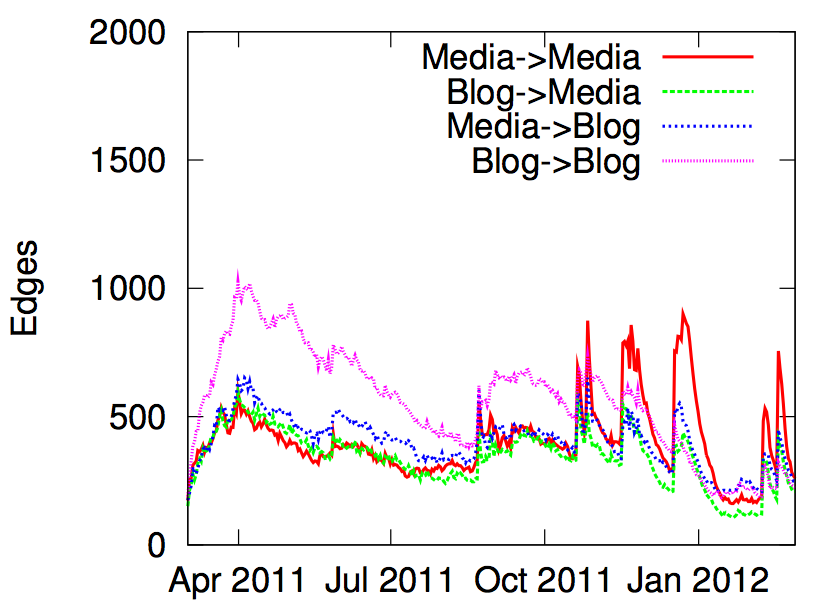 2000
1500
1000
500
0
Edges
Media->Media
Blog->Media
Media->Blog
Blog->Blog
Apr 2011 Jul 2011 Oct 2011 Jan 2012